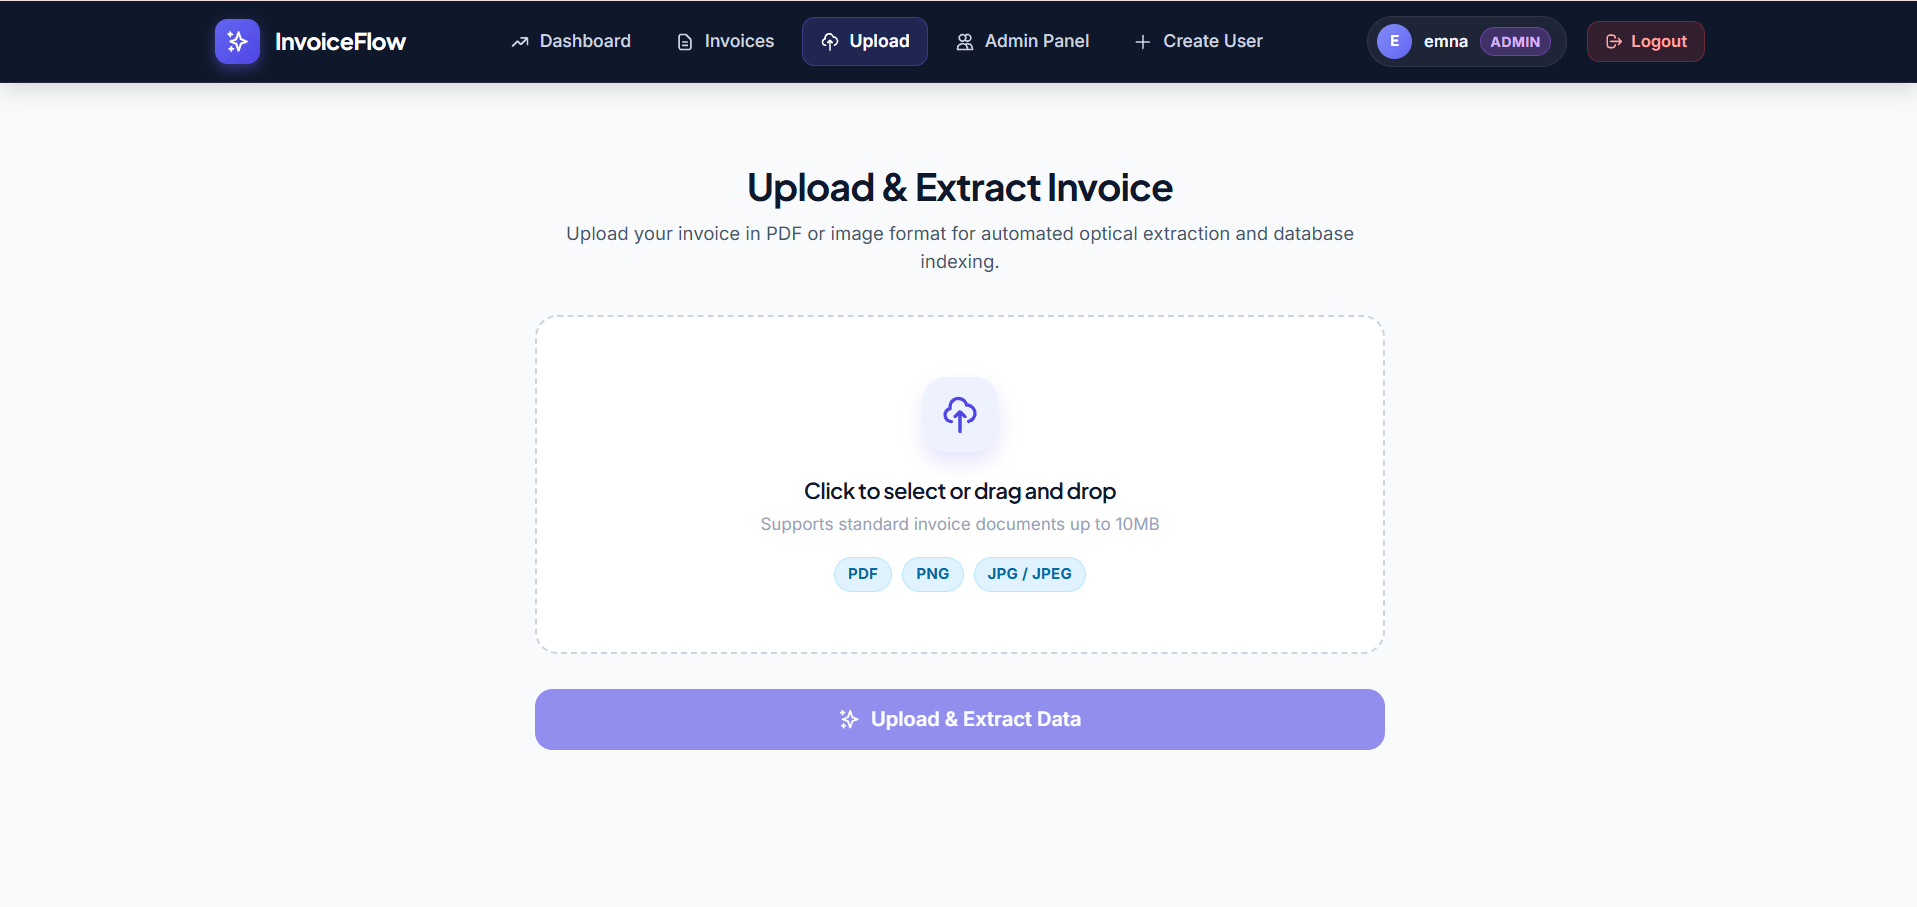 InvoiceFlow
Dashboard
Invoices
Upload
Admin Panel
Create User
E
emna
ADMIN
Logout
Upload & Extract Invoice
Upload your invoice in PDF or image format for automated optical extraction and database
indexing.
Click to select or drag and drop
Supports standard invoice documents up to 10MB
PDF
PNG
JPG / JPEG
Upload & Extract Data